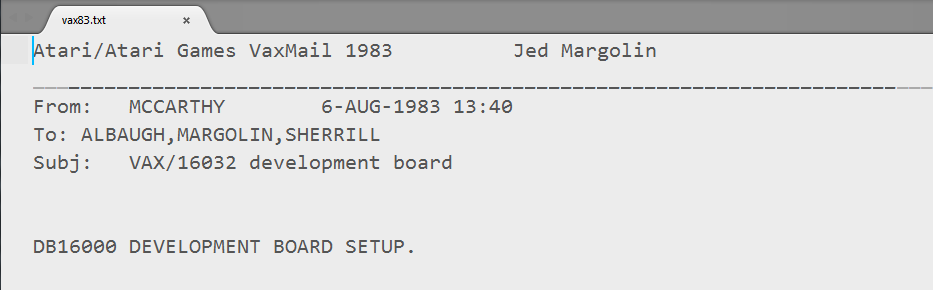 vax83.txt ×
Atari/Atari Games VaxMail 1983 Jed Margolin
From: MCCARTHY 6-AUG-1983 13:40
To: ALBAUGH,MARGOLIN,SHERRILL
Subj: VAX/16032 development board
DB16000 DEVELOPMENT BOARD SETUP.